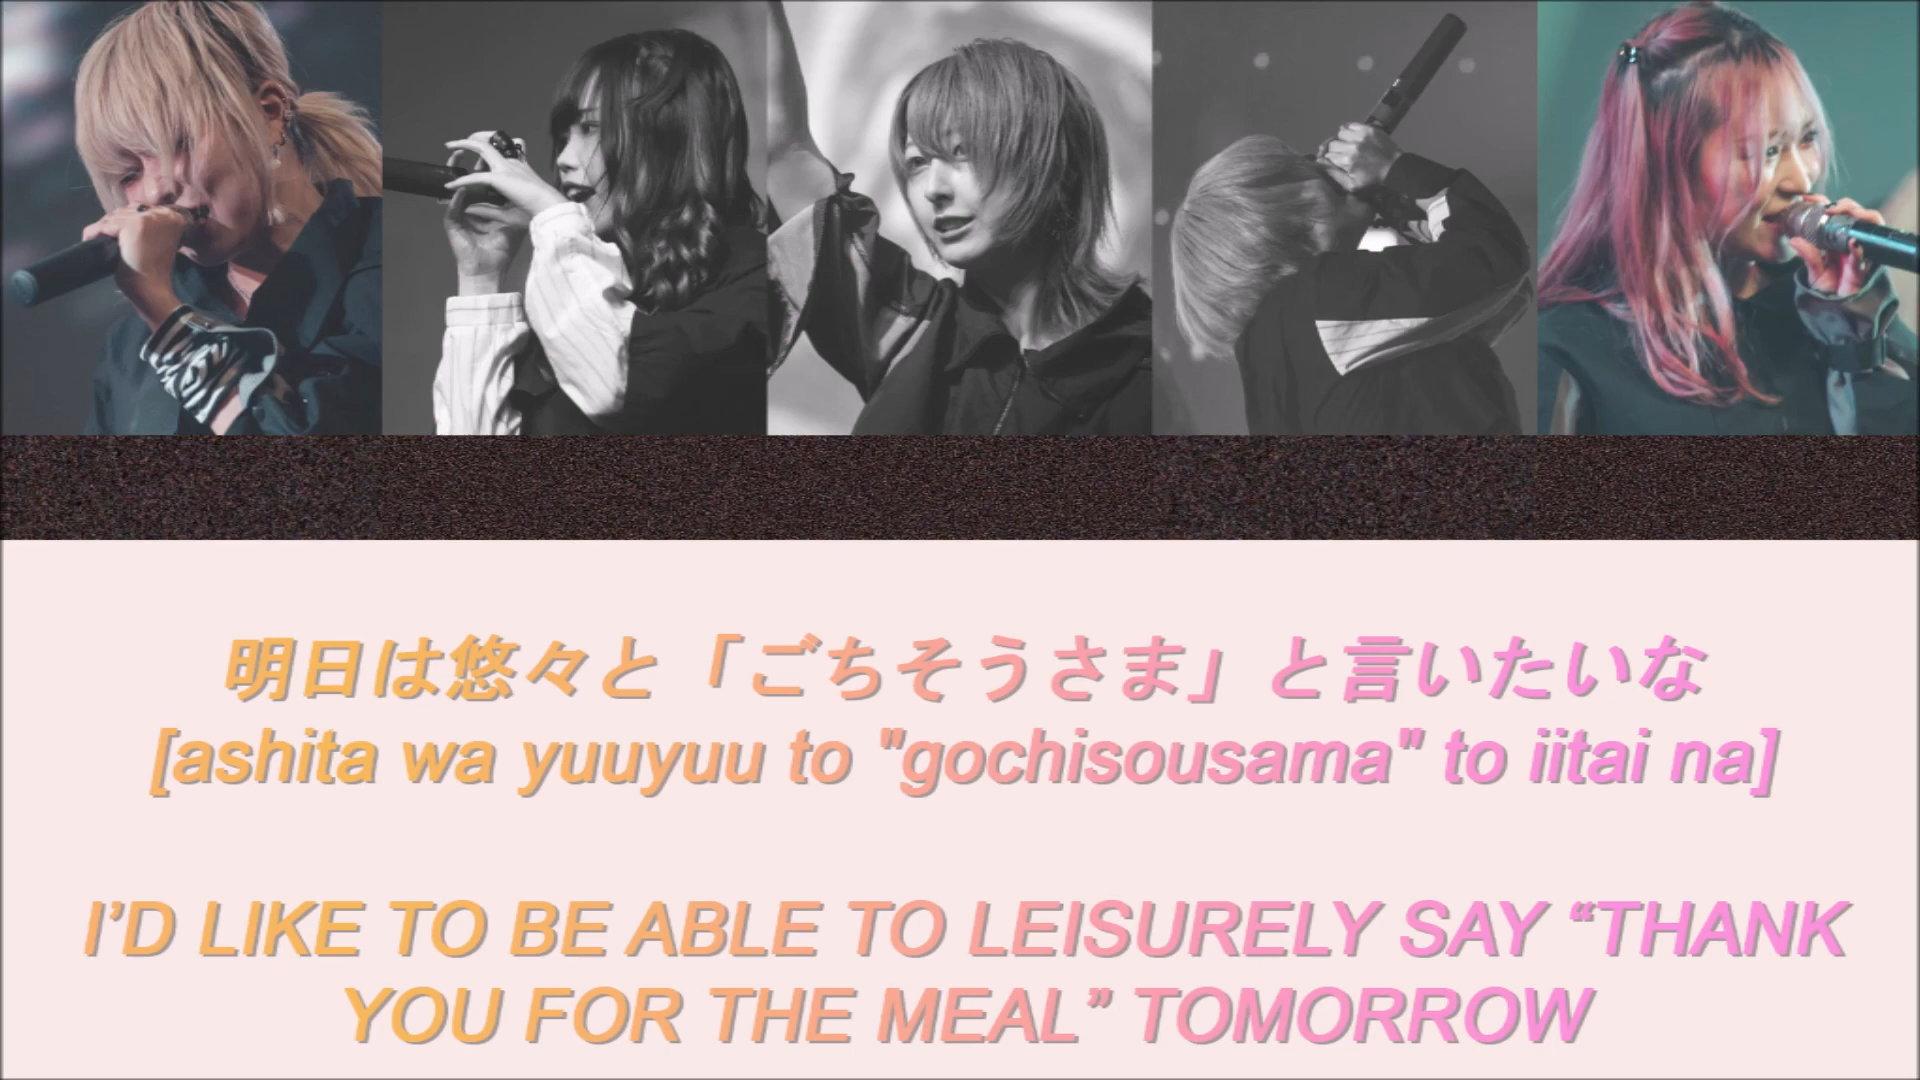 明日は悠々と「ごちそうさま」と言いたいな
[ashita wa yuuyuu to "gochisousama" to iitai na]
I’D LIKE TO BE ABLE TO LEISURELY SAY “THANK
YOU FOR THE MEAL” TOMORROW